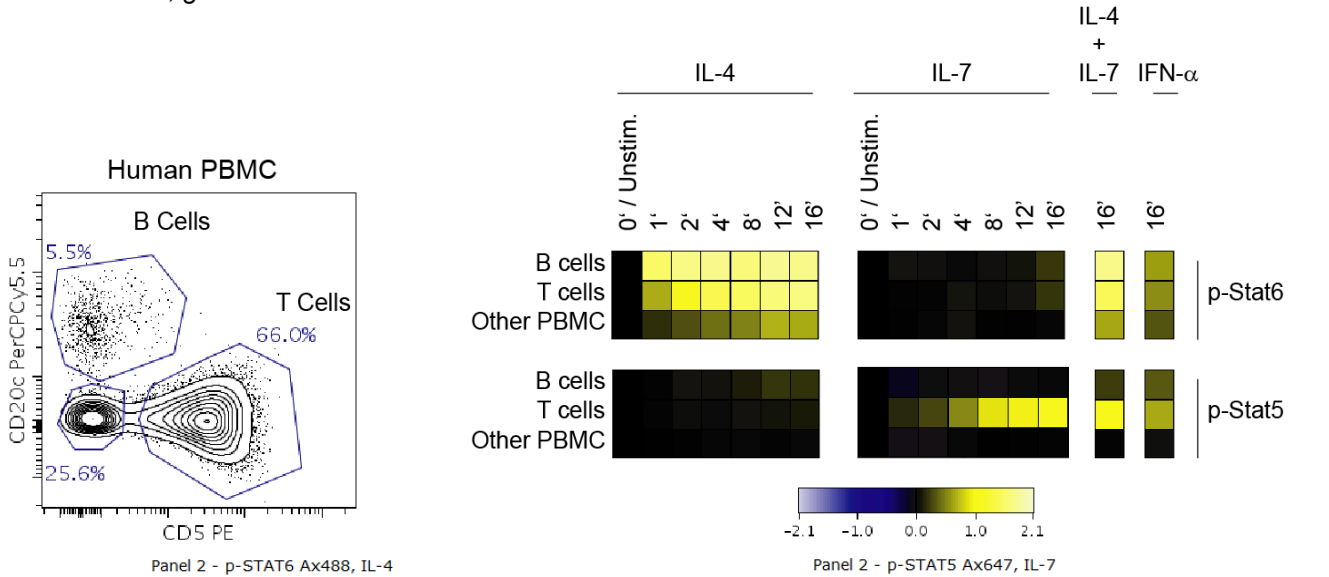 IL-4
+
IL-7
IL-4
IL-7
IFN-α
0‘ / Unstim.
1‘
2‘
4‘
8‘
12’
16’
0‘ / Unstim.
1‘
2‘
4‘
8‘
12’
16’
16’
16’
Human PBMC
B Cells
5.5%
T Cells
66.0%
25.6%
CD20c PerCPCy5.5
CD5 PE
B cells
T cells
Other PBMC
p-Stat6
B cells
T cells
Other PBMC
p-Stat5
-2.1 -1.0 0.0 1.0 2.1
Panel 2 - p-STAT6 Ax488, IL-4
Panel 2 - p-STAT5 Ax647, IL-7